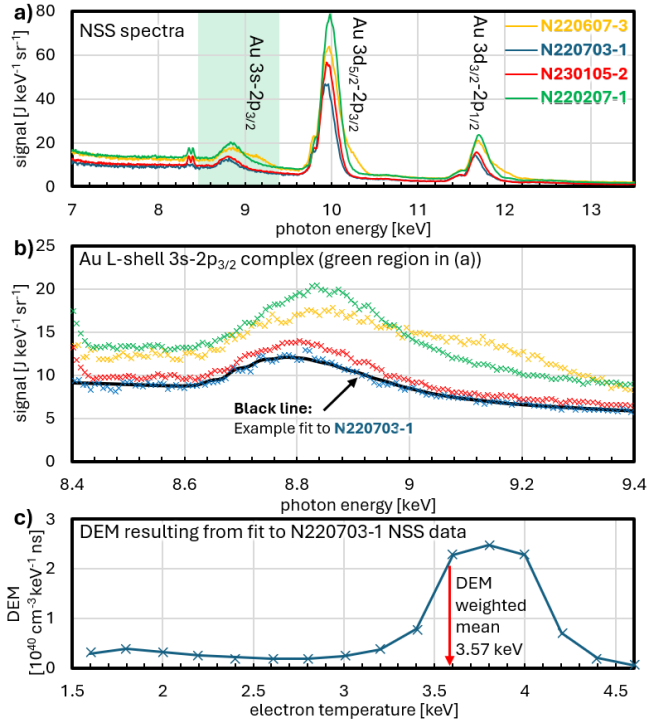 a)
NSS spectra
Au 3s-2p3/2
Au 3d5/2-2p3/2
Au 3d3/2-2p1/2
N220607-3
N220703-1
N230105-2
N220207-1
80
60
40
20
0
signal [J keV⁻¹ sr⁻¹]
7 8 9 10 11 12 13
photon energy [keV]
b)
Au L-shell 3s-2p3/2 complex (green region in (a))
25
20
15
10
5
0
signal [J keV⁻¹ sr⁻¹]
Black line:
Example fit to N220703-1
8.4 8.6 8.8 9 9.2 9.4
photon energy [keV]
c)
DEM resulting from fit to N220703-1 NSS data
3
2
1
0
DEM
[10⁴⁰ cm⁻³ keV⁻¹ ns]
DEM
weighted
mean
3.57 keV
1.5 2 2.5 3 3.5 4 4.5
electron temperature [keV]